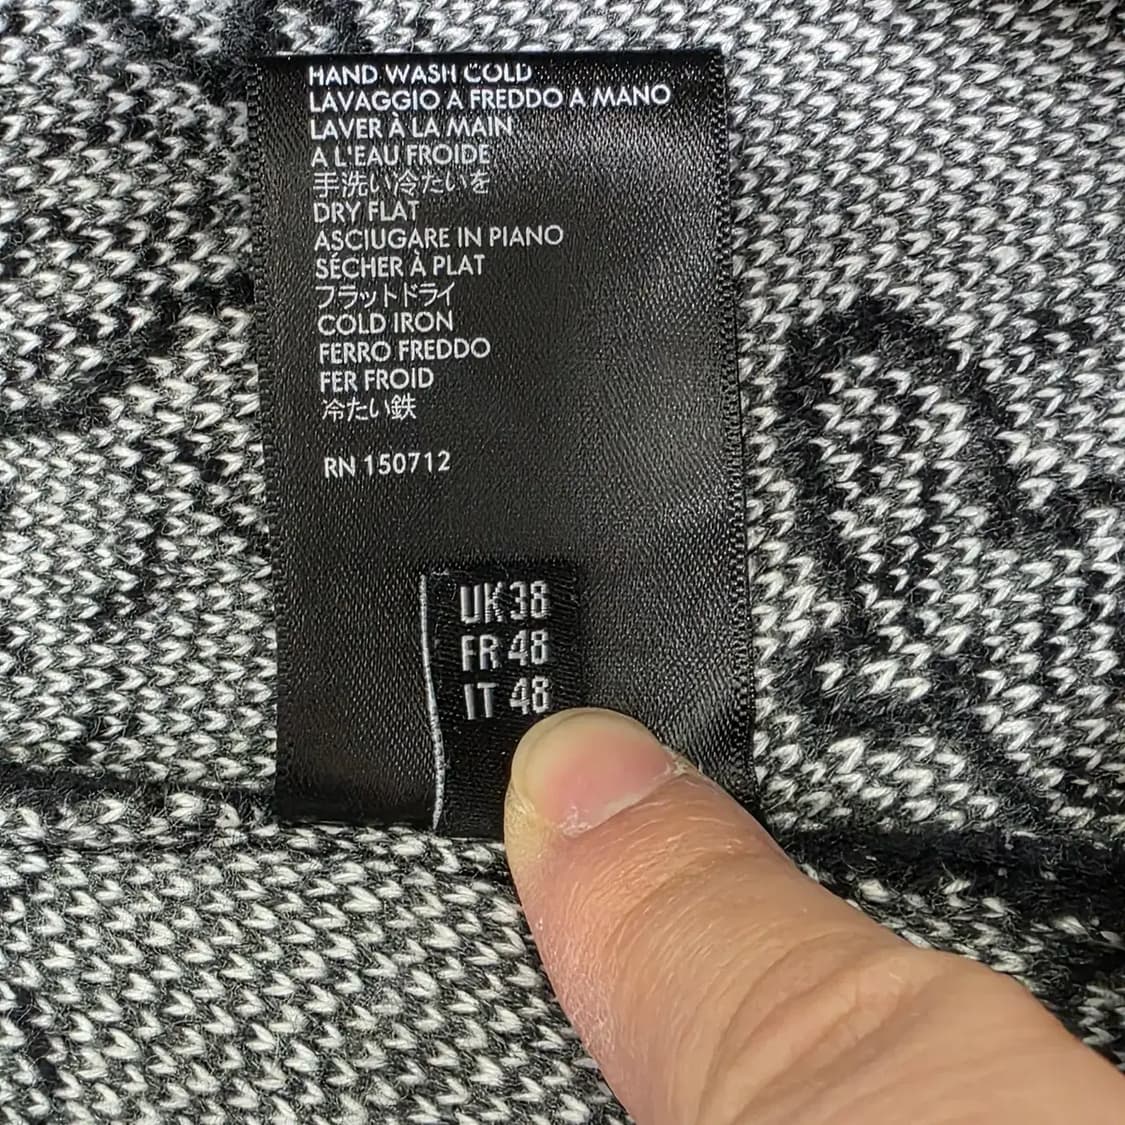 HAND WASH COLD
LAVAGGIO A FREDDO A MANO
LAVER À LA MAIN
A L'EAU FROIDE
手洗い冷たいを
DRY FLAT
ASCIUGARE IN PIANO
SÉCHER À PLAT
フラットドライ
COLD IRON
FERRO FREDDO
FER FROID
冷たい鉄
RN 150712
UK 38
FR 48
IT 48